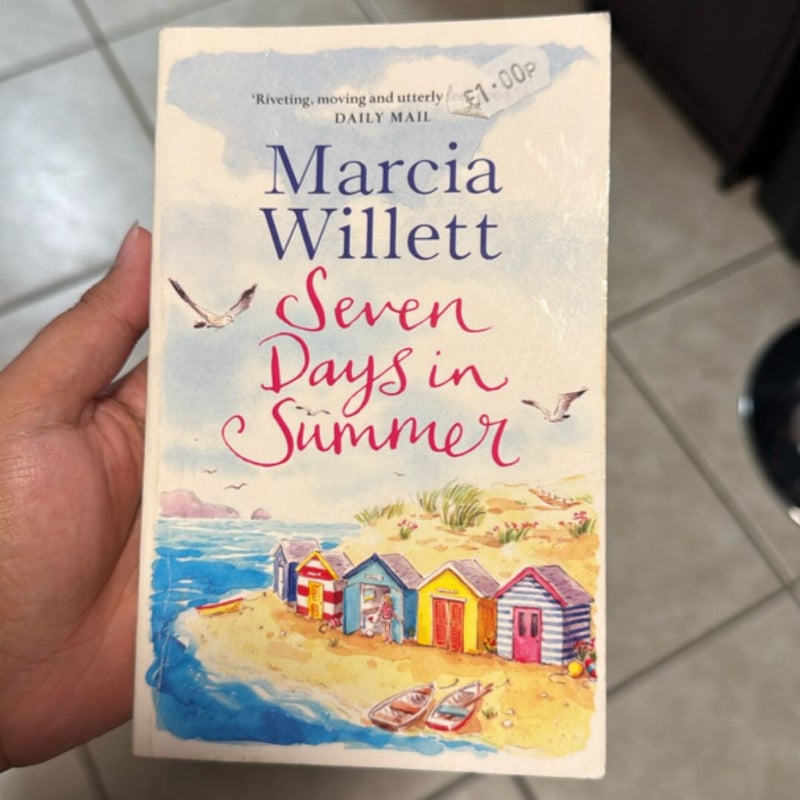 'Riveting, moving and utterly
£1.00p
DAILY MAIL
Marcia
Willett
Seven
Days in
Summer